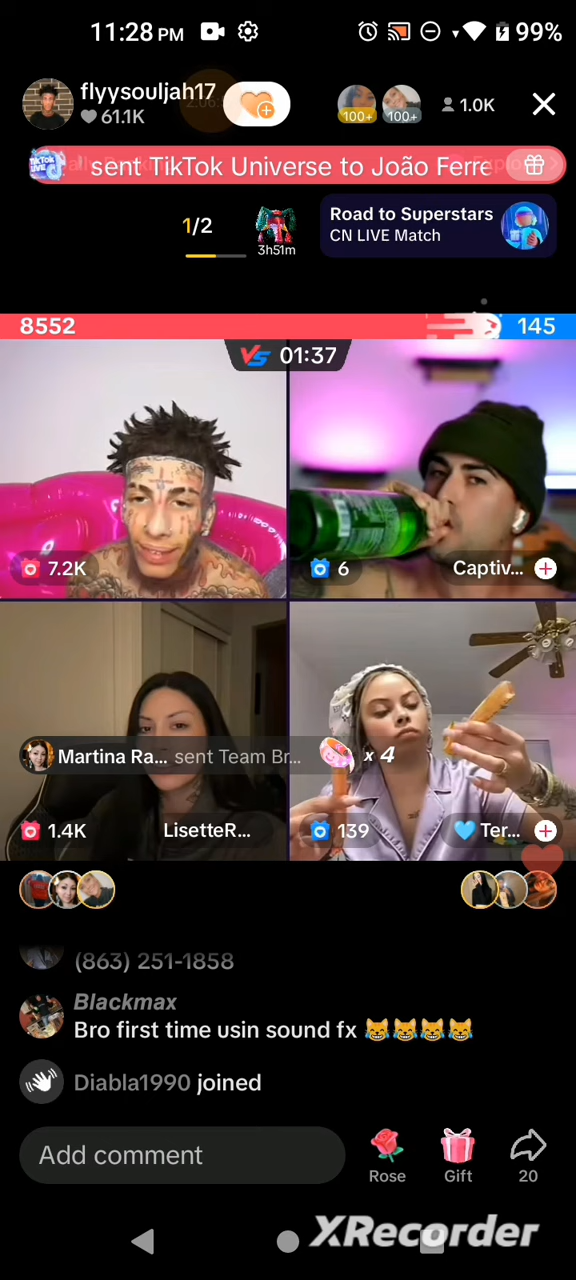 11:28 PM
99%
flyysouljah17
61.1K
100+
100+
1.0K
TikTok LIVE
sent TikTok Universe to João Ferre
1/2
3h51m
Road to Superstars
CN LIVE Match
8552
145
VS 01:37
7.2K
6
Captiv...
Martina Ra... sent Team Br...
x 4
1.4K
LisetteR...
139
💙 Ter...
(863) 251-1858
Blackmax
Bro first time usin sound fx 😹😹😹😹
Diabla1990 joined
Add comment
Rose
Gift
20
XRecorder